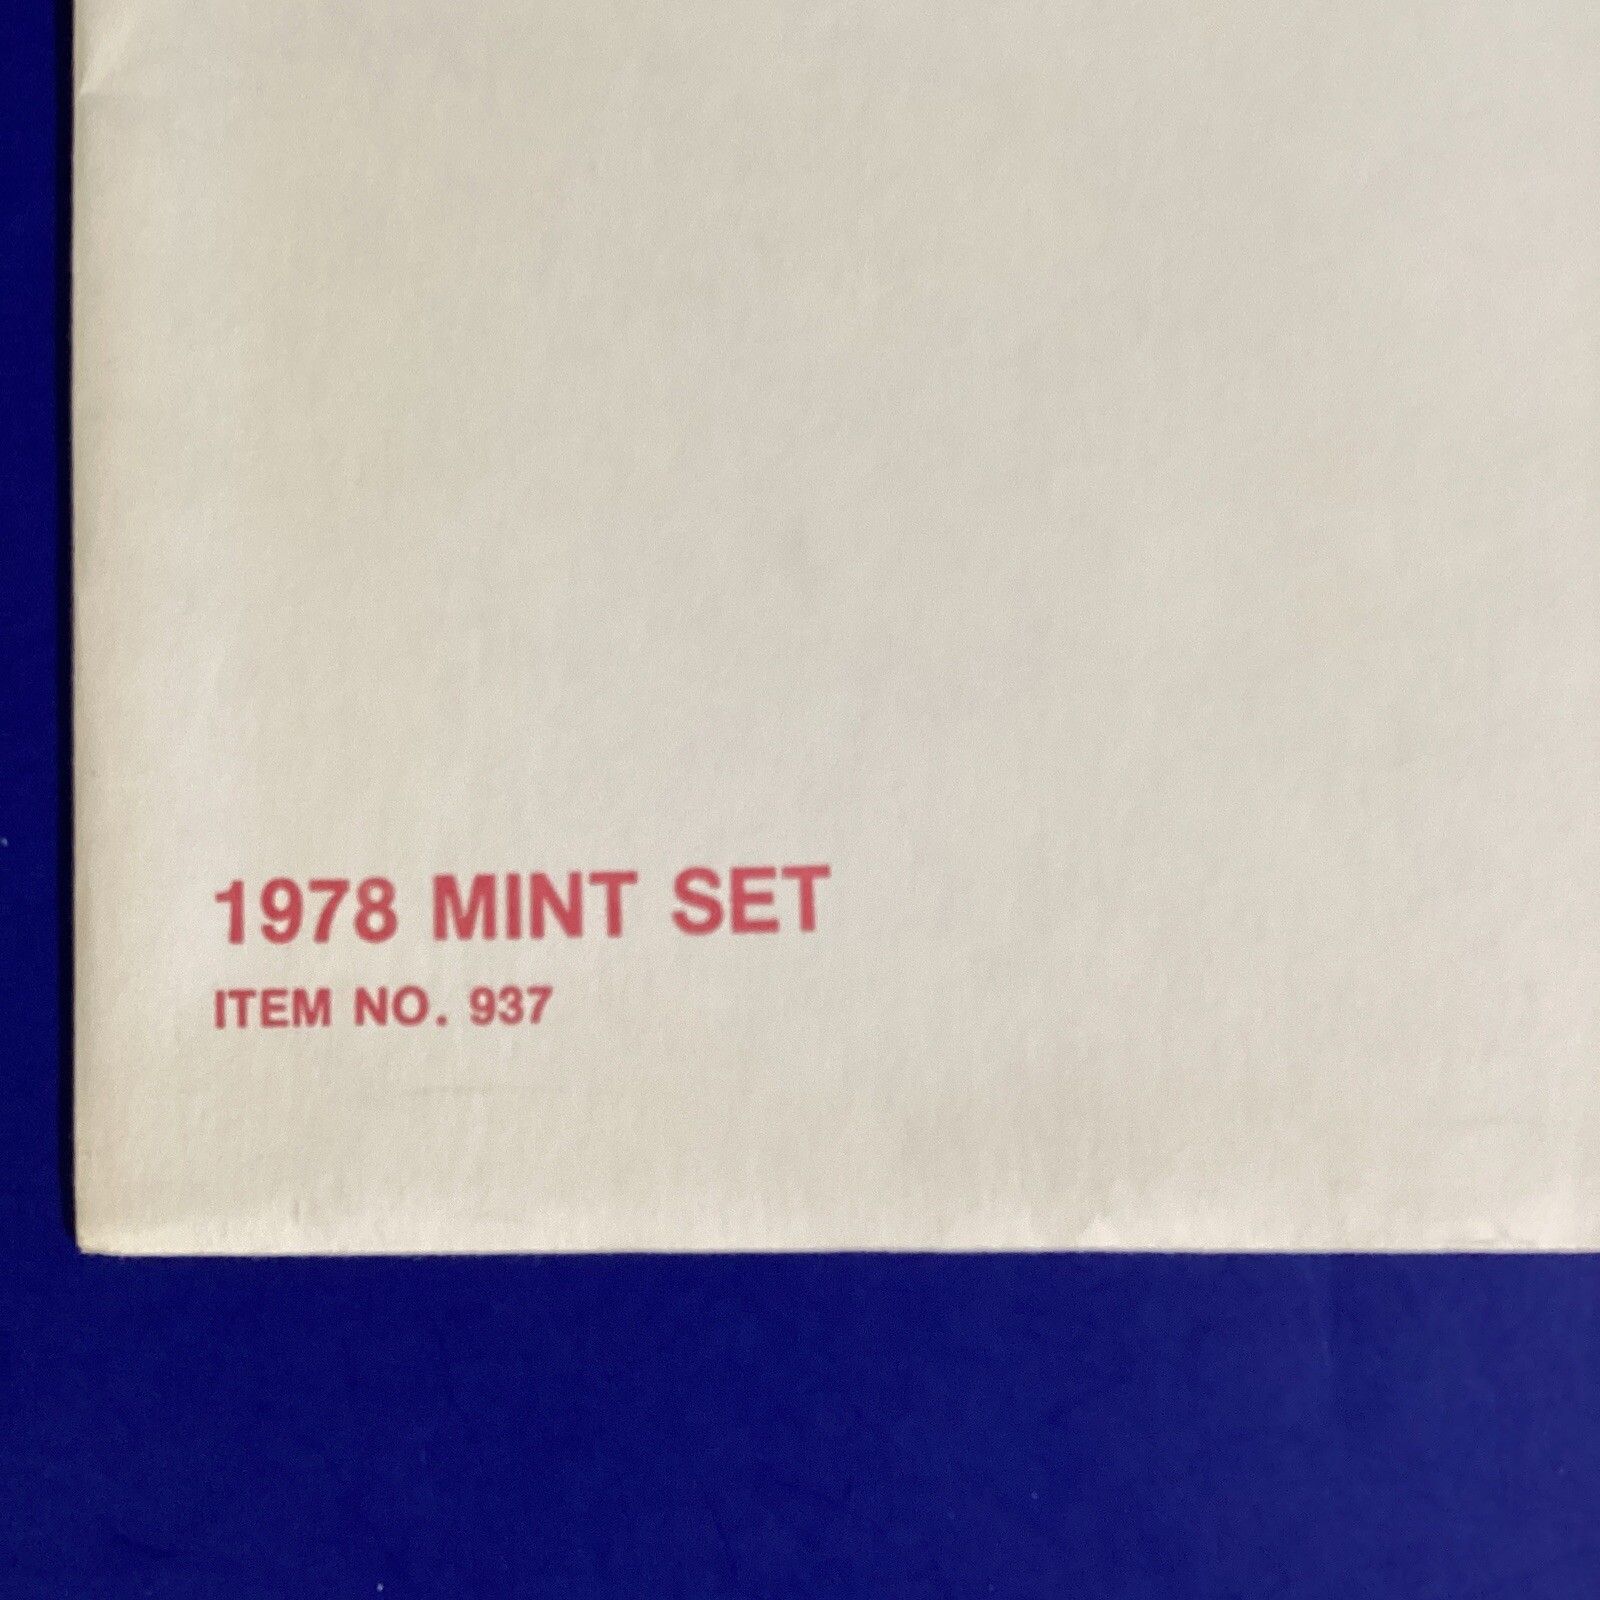 1978 MINT SET
ITEM NO. 937